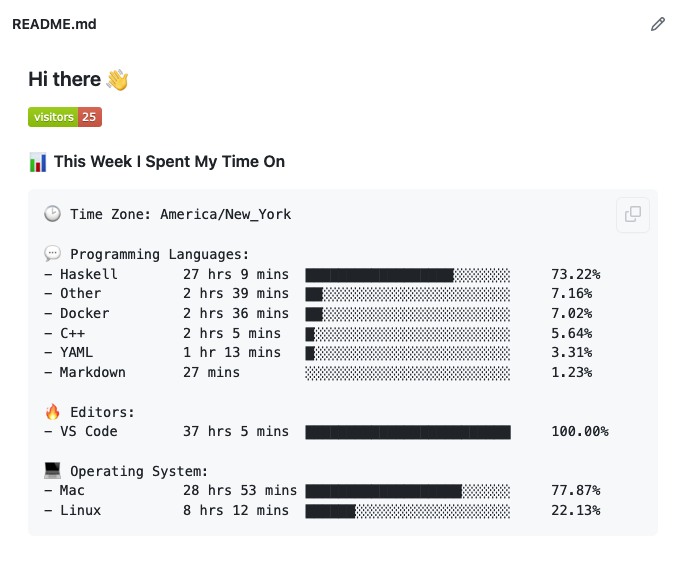 README.md
Hi there 👋
visitors 25
📊 This Week I Spent My Time On
🕑︎ Time Zone: America/New_York
💬 Programming Languages:
- Haskell 27 hrs 9 mins 73.22%
- Other 2 hrs 39 mins 7.16%
- Docker 2 hrs 36 mins 7.02%
- C++ 2 hrs 5 mins 5.64%
- YAML 1 hr 13 mins 3.31%
- Markdown 27 mins 1.23%
🔥 Editors:
- VS Code 37 hrs 5 mins 100.00%
💻 Operating System:
- Mac 28 hrs 53 mins 77.87%
- Linux 8 hrs 12 mins 22.13%